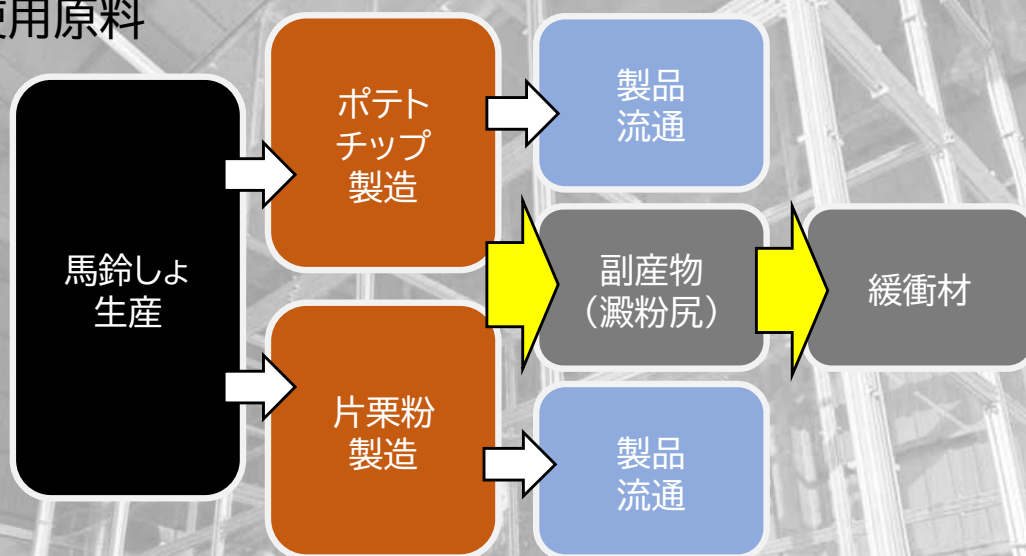 使用原料
馬鈴しょ
生産
ポテト
チップ
製造
製品
流通
副産物
（澱粉尻）
緩衝材
片栗粉
製造
製品
流通